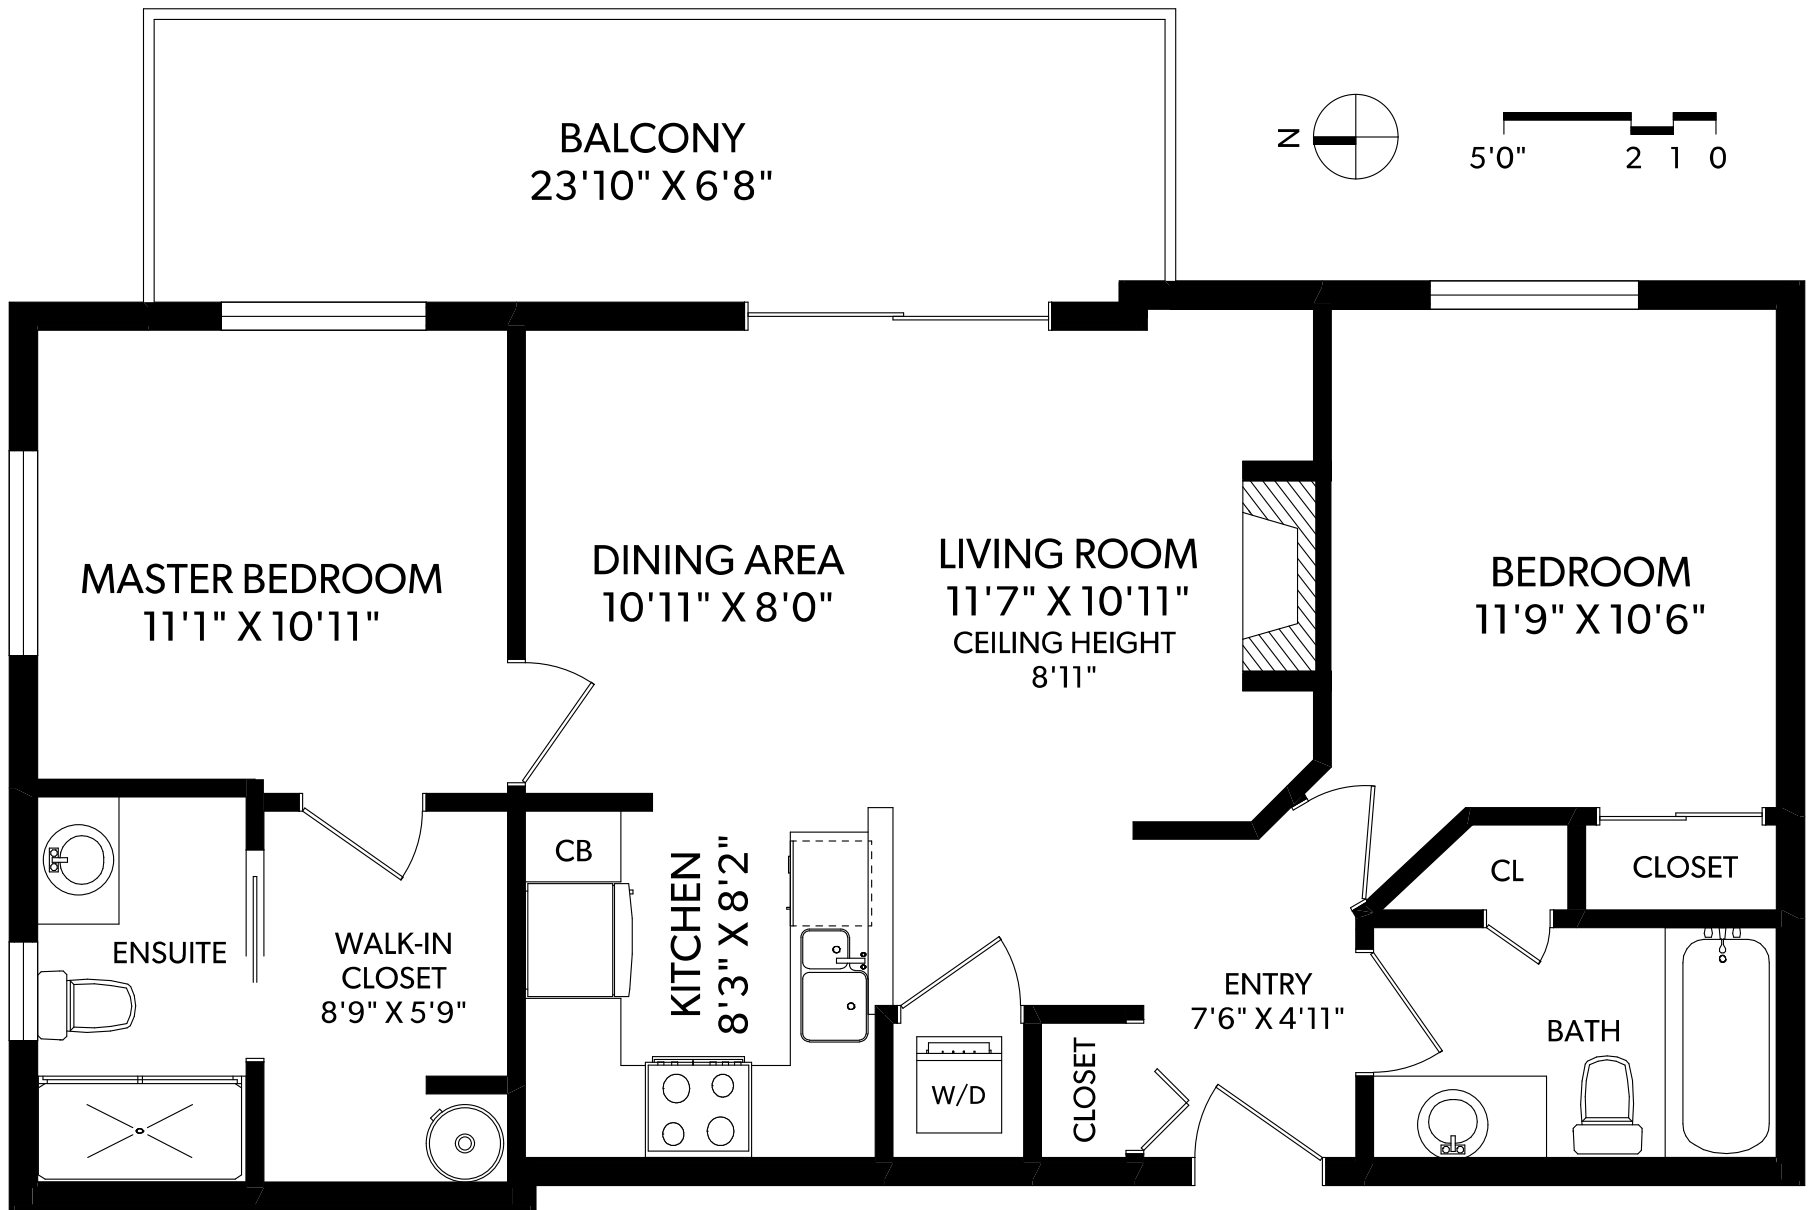 BALCONY
23'10" X 6'8"
N
5'0" 2 1 0
MASTER BEDROOM
11'1" X 10'11"
DINING AREA
10'11" X 8'0"
LIVING ROOM
11'7" X 10'11"
CEILING HEIGHT
8'11"
BEDROOM
11'9" X 10'6"
CB
KITCHEN
8'3" X 8'2"
CL
CLOSET
ENSUITE
WALK-IN
CLOSET
8'9" X 5'9"
ENTRY
7'6" X 4'11"
BATH
W/D
CLOSET